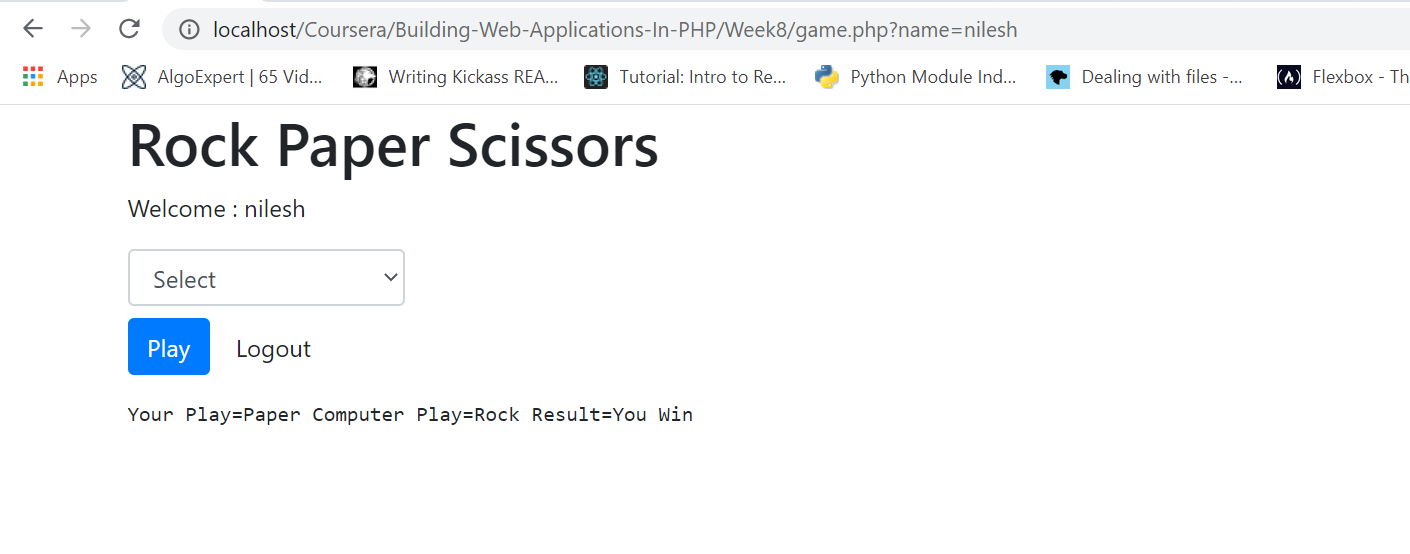 localhost/Coursera/Building-Web-Applications-In-PHP/Week8/game.php?name=nilesh
Apps AlgoExpert | 65 Vid... Writing Kickass REA... Tutorial: Intro to Re... Python Module Ind... Dealing with files -... Flexbox - Th
Rock Paper Scissors
Welcome : nilesh
Select
Play Logout
Your Play=Paper Computer Play=Rock Result=You Win